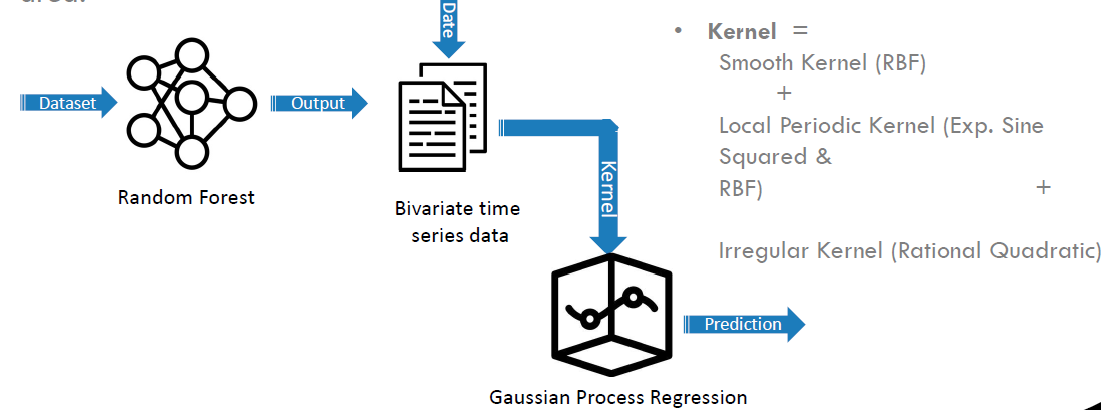 area.
Date
• Kernel =
Smooth Kernel (RBF)
+
Local Periodic Kernel (Exp. Sine
Squared &
RBF) +
Irregular Kernel (Rational Quadratic)
Dataset
Output
Random Forest
Bivariate time
series data
Kernel
Prediction
Gaussian Process Regression